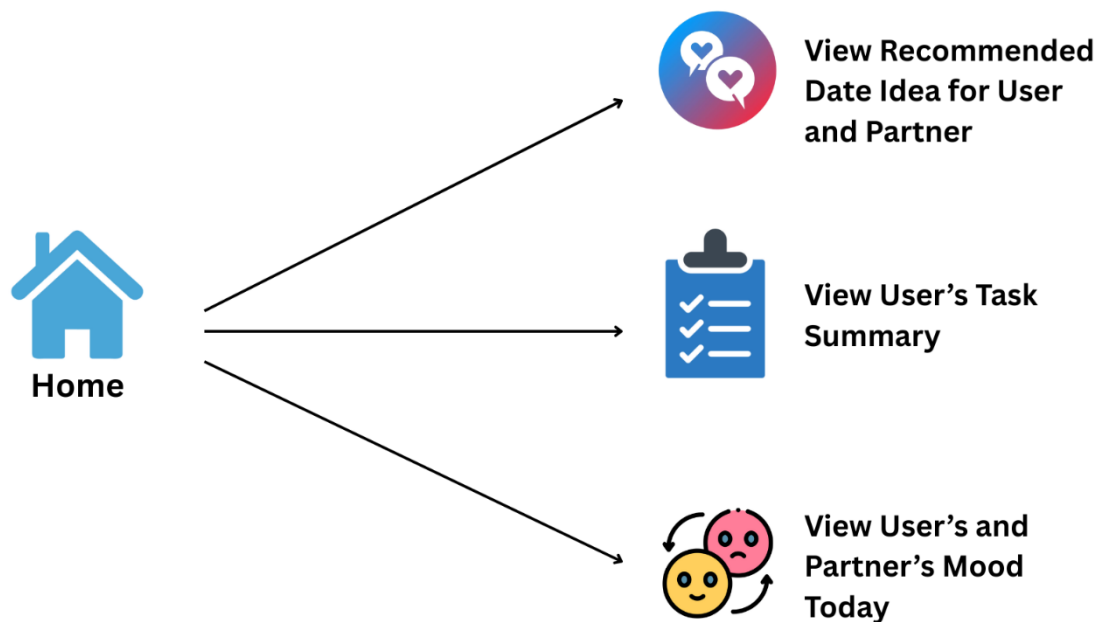 View Recommended
Date Idea for User
and Partner
View User’s Task
Summary
Home
View User’s and
Partner’s Mood
Today